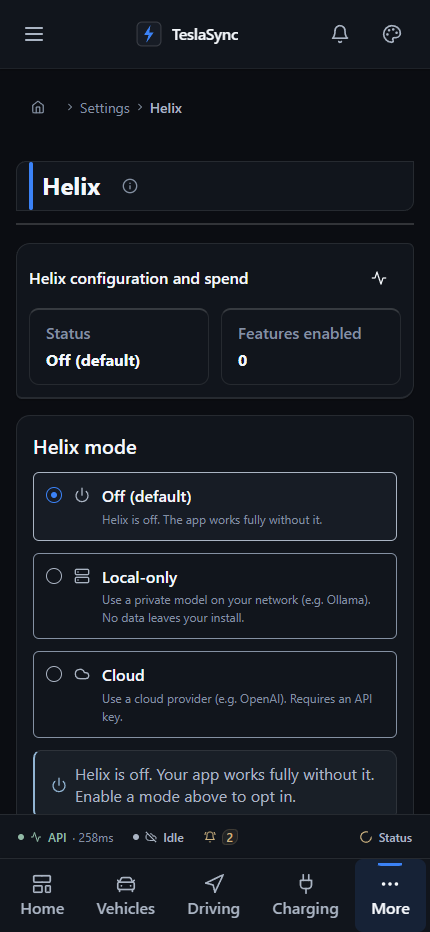 TeslaSync
Settings
Helix
Helix
Helix configuration and spend
Status
Off (default)
Features enabled
0
Helix mode
Off (default)
Helix is off. The app works fully without it.
Local-only
Use a private model on your network (e.g. Ollama).
No data leaves your install.
Cloud
Use a cloud provider (e.g. OpenAI). Requires an API
key.
Helix is off. Your app works fully without it.
Enable a mode above to opt in.
API · 258ms
Idle
2
Status
Home
Vehicles
Driving
Charging
More